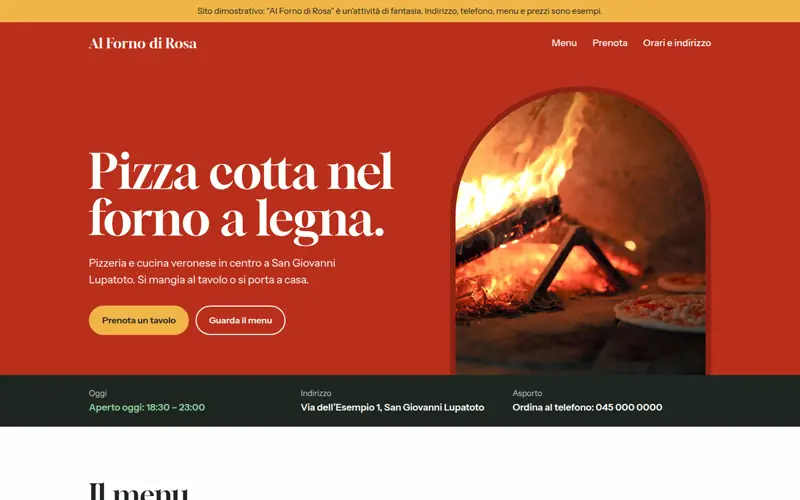 Sito dimostrativo: "Al Forno di Rosa" è un'attività di fantasia. Indirizzo, telefono, menu e prezzi sono esempi.
Al Forno di Rosa
Menu Prenota Orari e indirizzo
Pizza cotta nel
forno a legna.
Pizzeria e cucina veronese in centro a San Giovanni
Lupatoto. Si mangia al tavolo o si porta a casa.
Prenota un tavolo Guarda il menu
Oggi Indirizzo Asporto
Aperto oggi: 18:30 – 23:00 Via dell'Esempio 1, San Giovanni Lupatoto Ordina al telefono: 045 000 0000
Il menu